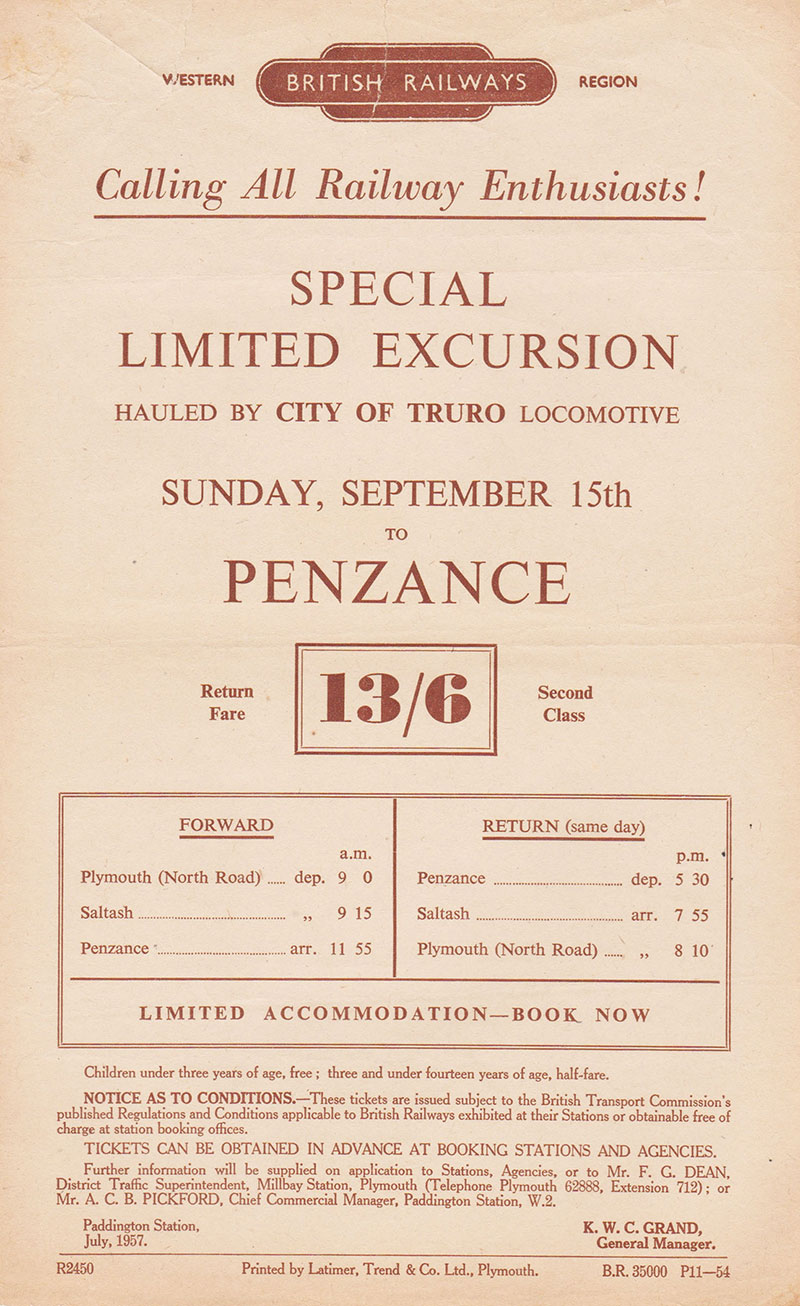 WESTERN BRITISH RAILWAYS REGION
Calling All Railway Enthusiasts!
SPECIAL
LIMITED EXCURSION
HAULED BY CITY OF TRURO LOCOMOTIVE
SUNDAY, SEPTEMBER 15th
TO
PENZANCE
Return Fare
13/6
Second Class
FORWARD
a.m.
Plymouth (North Road) ..... dep. 9 0
Saltash ..... „ 9 15
Penzance ..... arr. 11 55
RETURN (same day)
p.m.
Penzance ..... dep. 5 30
Saltash ..... arr. 7 55
Plymouth (North Road) ..... „ 8 10
LIMITED ACCOMMODATION—BOOK NOW
Children under three years of age, free ; three and under fourteen years of age, half-fare.
NOTICE AS TO CONDITIONS.—These tickets are issued subject to the British Transport Commission's
published Regulations and Conditions applicable to British Railways exhibited at their Stations or obtainable free of
charge at station booking offices.
TICKETS CAN BE OBTAINED IN ADVANCE AT BOOKING STATIONS AND AGENCIES.
Further information will be supplied on application to Stations, Agencies, or to Mr. F. G. DEAN,
District Traffic Superintendent, Millbay Station, Plymouth (Telephone Plymouth 62888, Extension 712) ; or
Mr. A. C. B. PICKFORD, Chief Commercial Manager, Paddington Station, W.2.
Paddington Station,
July, 1957.
K. W. C. GRAND,
General Manager.
R2450 Printed by Latimer, Trend & Co. Ltd., Plymouth. B.R. 35000 P11—54